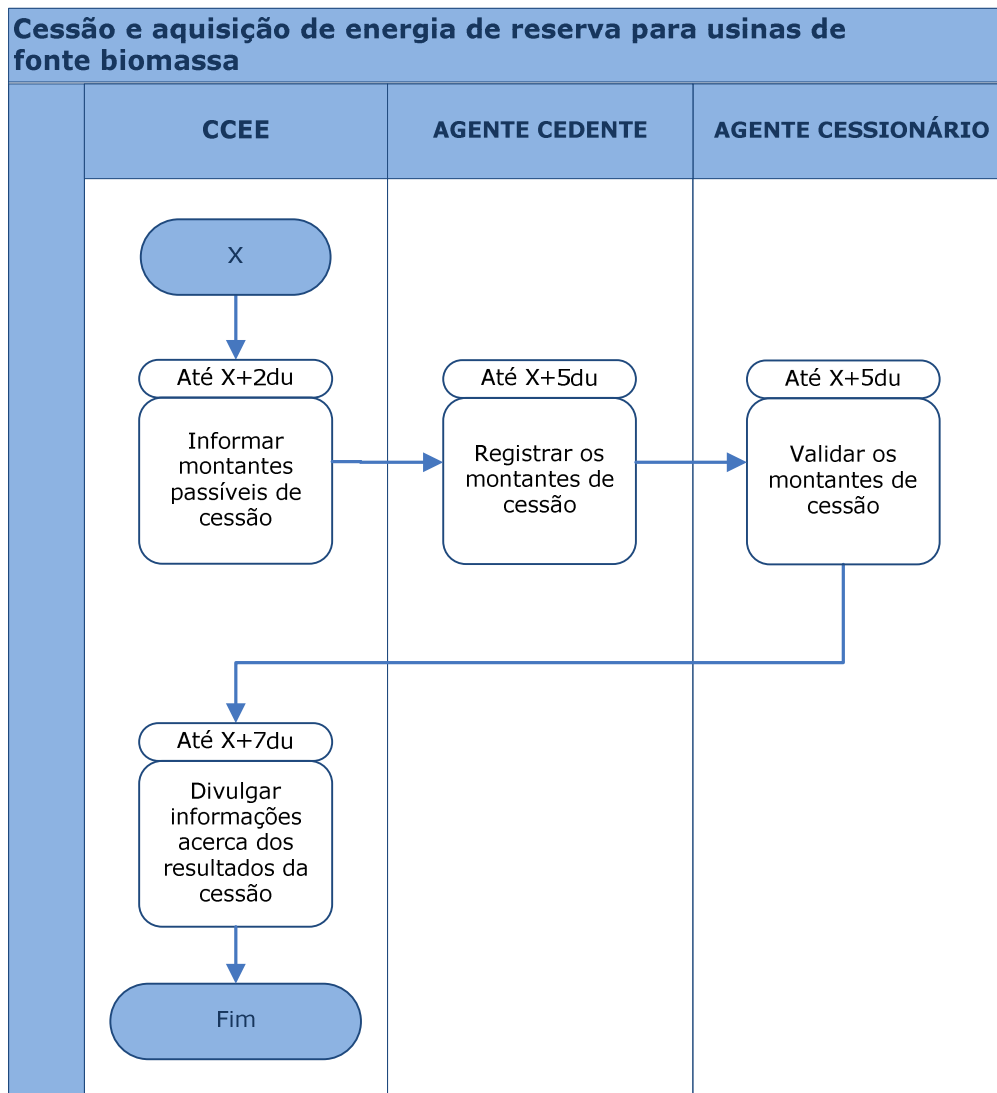 Cessão e aquisição de energia de reserva para usinas de
fonte biomassa
CCEE
AGENTE CEDENTE
AGENTE CESSIONÁRIO
X
Até X+2du
Informar
montantes
passíveis de
cessão
Até X+5du
Registrar os
montantes de
cessão
Até X+5du
Validar os
montantes de
cessão
Até X+7du
Divulgar
informações
acerca dos
resultados da
cessão
Fim